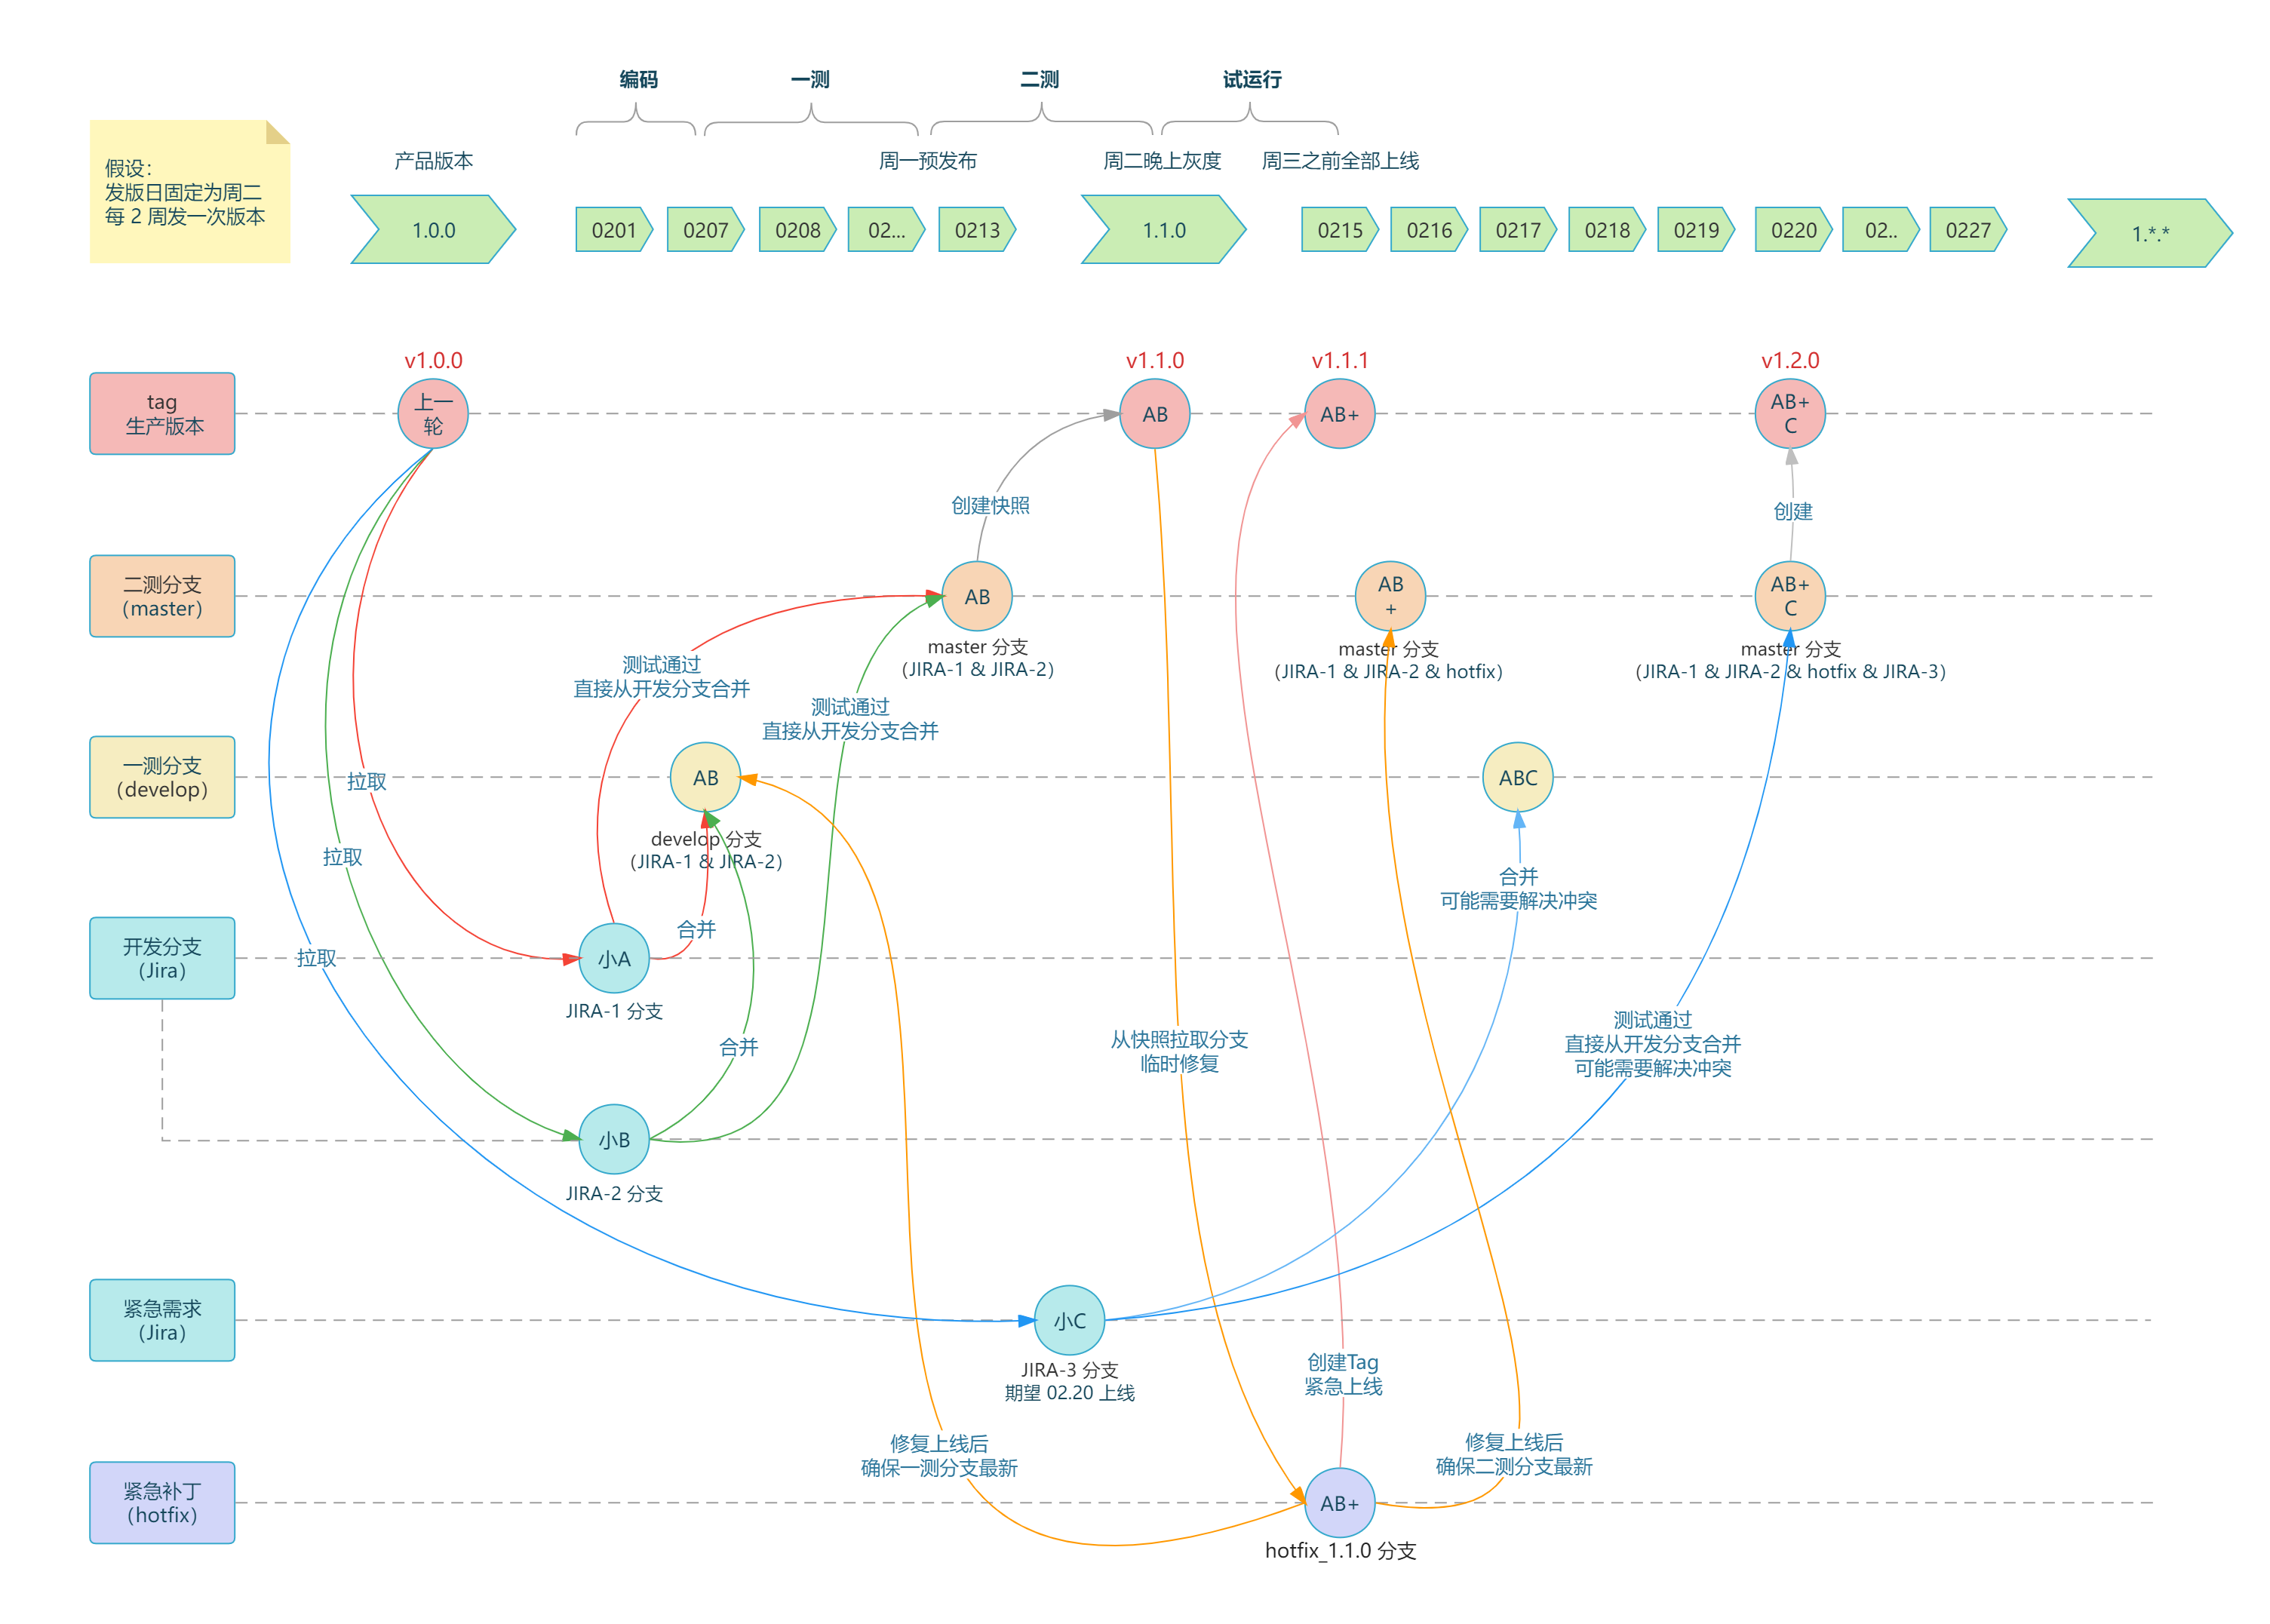 编码
一测
二测
试运行
假设：
发版日固定为周二
每 2 周发一次版本
产品版本
周一预发布
周二晚上灰度
周三之前全部上线
1.0.0
0201
0207
0208
02...
0213
1.1.0
0215
0216
0217
0218
0219
0220
02..
0227
1.*.*
v1.0.0
v1.1.0
v1.1.1
v1.2.0
tag
生产版本
上一
轮
AB
AB+
AB+
C
创建快照
创建
二测分支
（master）
AB
AB
+
AB+
C
master 分支
（JIRA-1 & JIRA-2）
master 分支
（JIRA-1 & JIRA-2 & hotfix）
master 分支
（JIRA-1 & JIRA-2 & hotfix & JIRA-3）
测试通过
直接从开发分支合并
测试通过
直接从开发分支合并
一测分支
（develop）
拉取
AB
ABC
develop 分支
（JIRA-1 & JIRA-2）
拉取
合并
可能需要解决冲突
开发分支
（Jira）
拉取
小A
合并
JIRA-1 分支
合并
从快照拉取分支
临时修复
测试通过
直接从开发分支合并
可能需要解决冲突
小B
JIRA-2 分支
紧急需求
（Jira）
小C
JIRA-3 分支
期望 02.20 上线
创建Tag
紧急上线
修复上线后
确保一测分支最新
修复上线后
确保二测分支最新
紧急补丁
（hotfix）
AB+
hotfix_1.1.0 分支